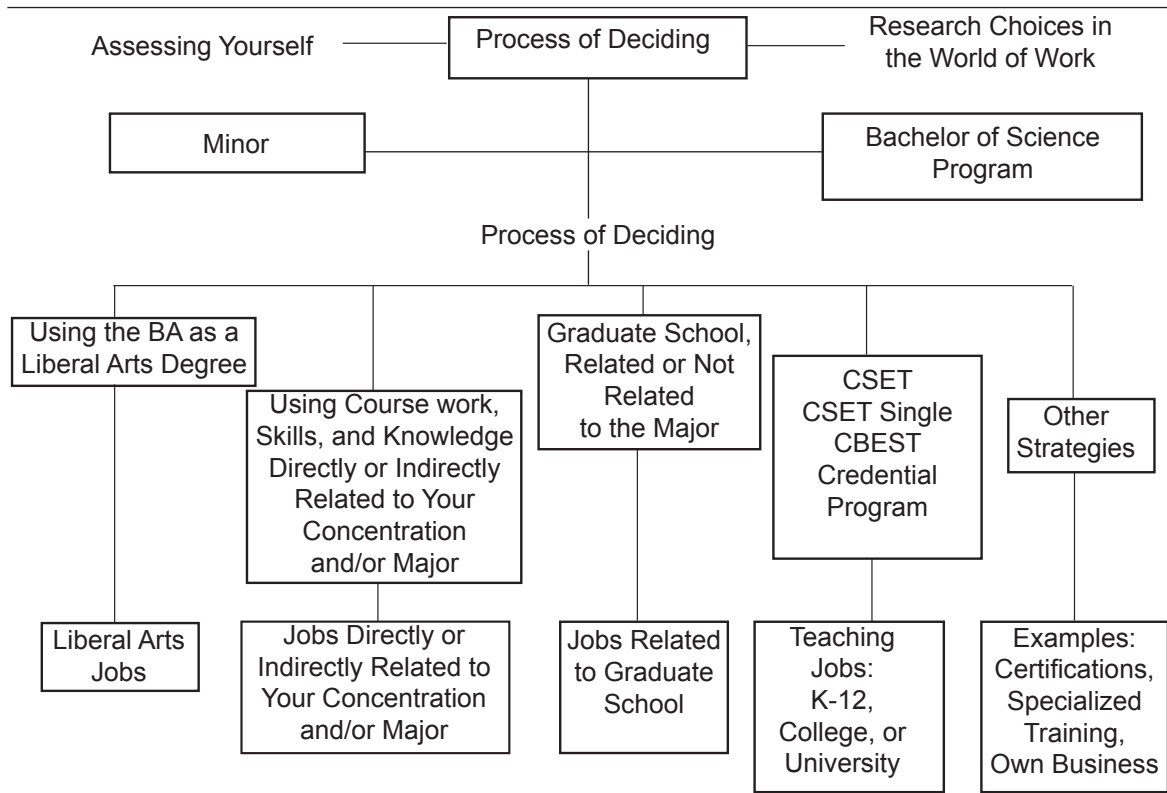 Assessing Yourself
Process of Deciding
Research Choices in
the World of Work
Minor
Bachelor of Science
Program
Process of Deciding
Using the BA as a
Liberal Arts Degree
Using Course work,
Skills, and Knowledge
Directly or Indirectly
Related to Your
Concentration
and/or Major
Graduate School,
Related or Not
Related
to the Major
CSET
CSET Single
CBEST
Credential
Program
Other
Strategies
Liberal Arts
Jobs
Jobs Directly or
Indirectly Related to
Your Concentration
and/or Major
Jobs Related
to Graduate
School
Teaching
Jobs:
K-12,
College, or
University
Examples:
Certifications,
Specialized
Training,
Own Business